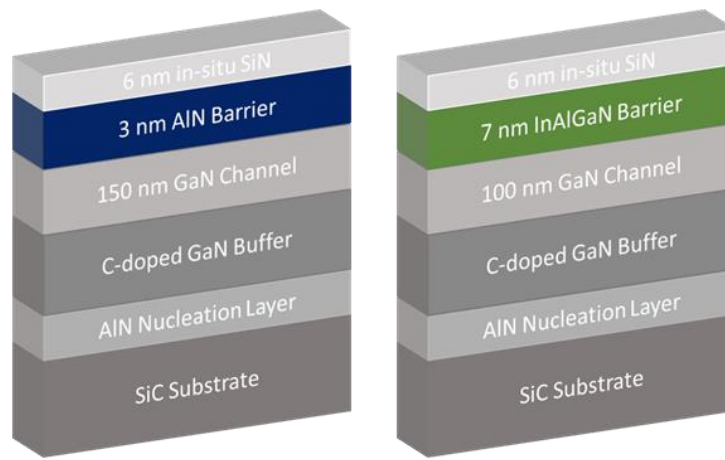 6 nm in-situ SiN
3 nm AlN Barrier
150 nm GaN Channel
C-doped GaN Buffer
AlN Nucleation Layer
SiC Substrate
6 nm in-situ SiN
7 nm InAlGaN Barrier
100 nm GaN Channel
C-doped GaN Buffer
AlN Nucleation Layer
SiC Substrate